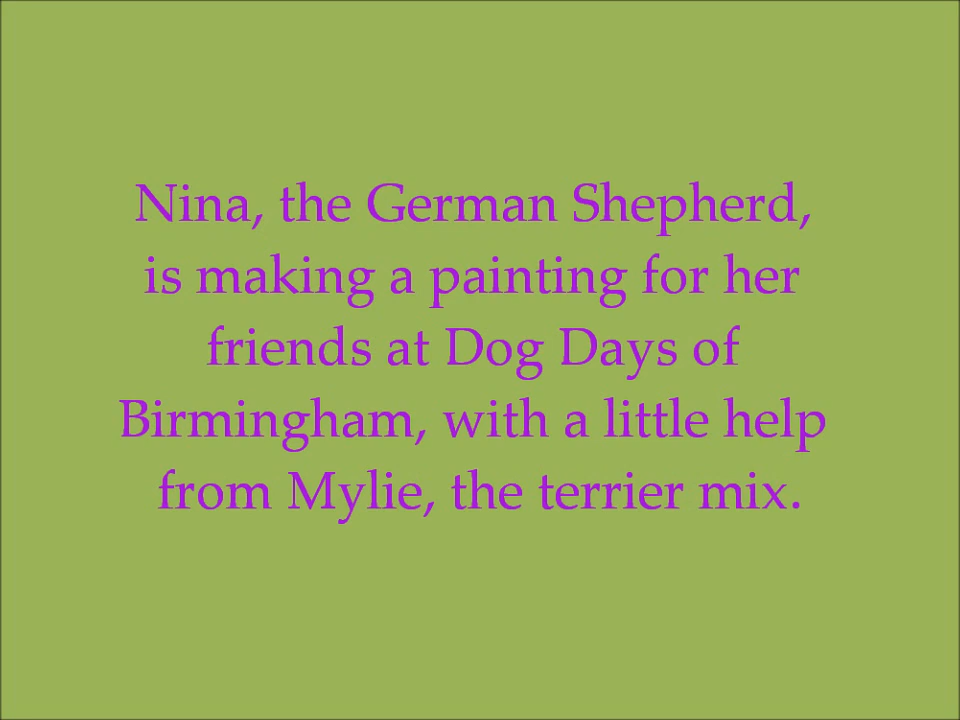 Nina, the German Shepherd,
is making a painting for her
friends at Dog Days of
Birmingham, with a little help
from Mylie, the terrier mix.